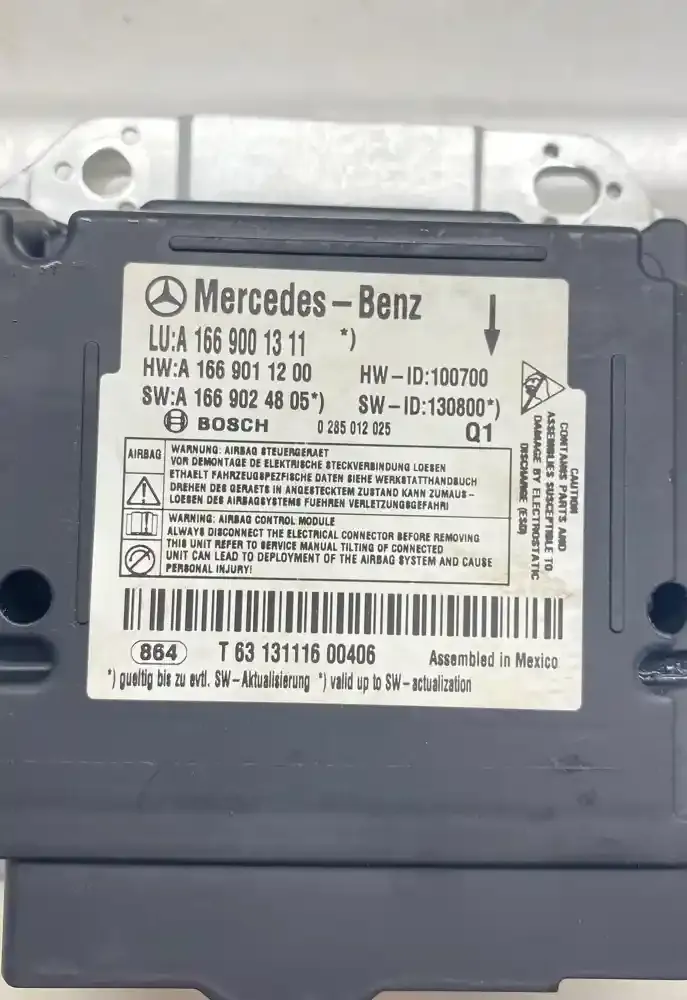 Mercedes-Benz
LU:A 166 900 13 11 *)
HW:A 166 901 12 00 HW-ID:100700
SW:A 166 902 48 05*) SW-ID:130800*)
BOSCH 0 285 012 025 Q1
CAUTION
CONTAINS PARTS AND
ASSEMBLIES SUSCEPTIBLE TO
DAMAGE BY ELECTROSTATIC
DISCHARGE (ESD)
AIRBAG
WARNUNG: AIRBAG STEUERGERAET
VOR DEMONTAGE DE ELEKTRISCHE STECKVERBINDUNG LOESEN
ETHAELT FAHRZEUGSPEZFISCHE DATEN SIEHE WERKSTATTHANDBUCH
DREHEN DES GERAETS IN ANGESTECKTEM ZUSTAND KANN ZUMAUS-
LOESEN DES AIRBAGSYSTEMS FUEHREN VERLETZUNGSGEFAHRI
WARNING: AIRBAG CONTROL MODULE
ALWAYS DISCONNECT THE ELECTRICAL CONNECTOR BEFORE REMOVING
THIS UNIT REFER TO SERVICE MANUAL TILTING OF CONNECTED
UNIT CAN LEAD TO DEPLOYMENT OF THE AIRBAG SYSTEM AND CAUSE
PERSONAL INJURY!
864 T 63 131116 00406 Assembled in Mexico
*) gueltig bis zu evtl. SW-Aktualisierung *) valid up to SW-actualization